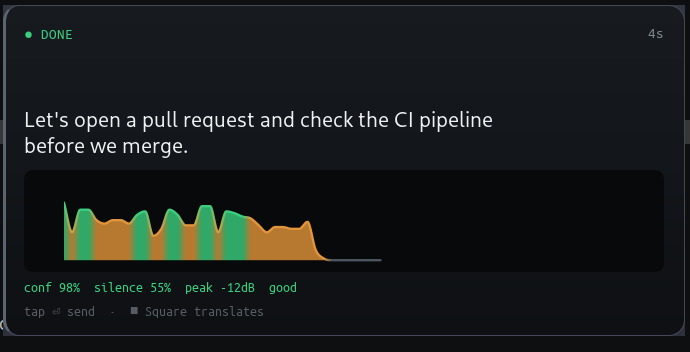 ● DONE 4s
Let's open a pull request and check the CI pipeline
before we merge.
conf 98% silence 55% peak -12dB good
tap ⏎ send · ■ Square translates